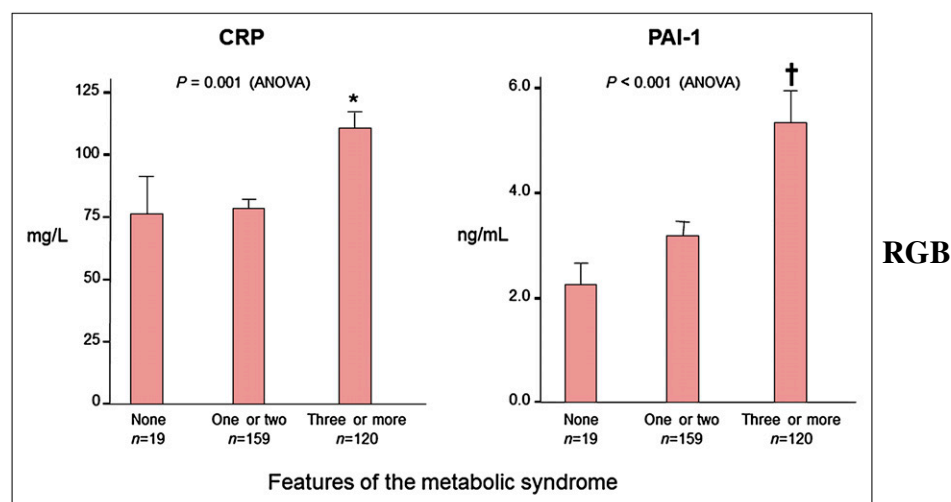 CRP
P = 0.001 (ANOVA)
*
125
100
75
50
25
0
mg/L
None
n=19
One or two
n=159
Three or more
n=120
PAI-1
P < 0.001 (ANOVA)
†
6.0
4.0
2.0
0.0
ng/mL
None
n=19
One or two
n=159
Three or more
n=120
Features of the metabolic syndrome
RGB